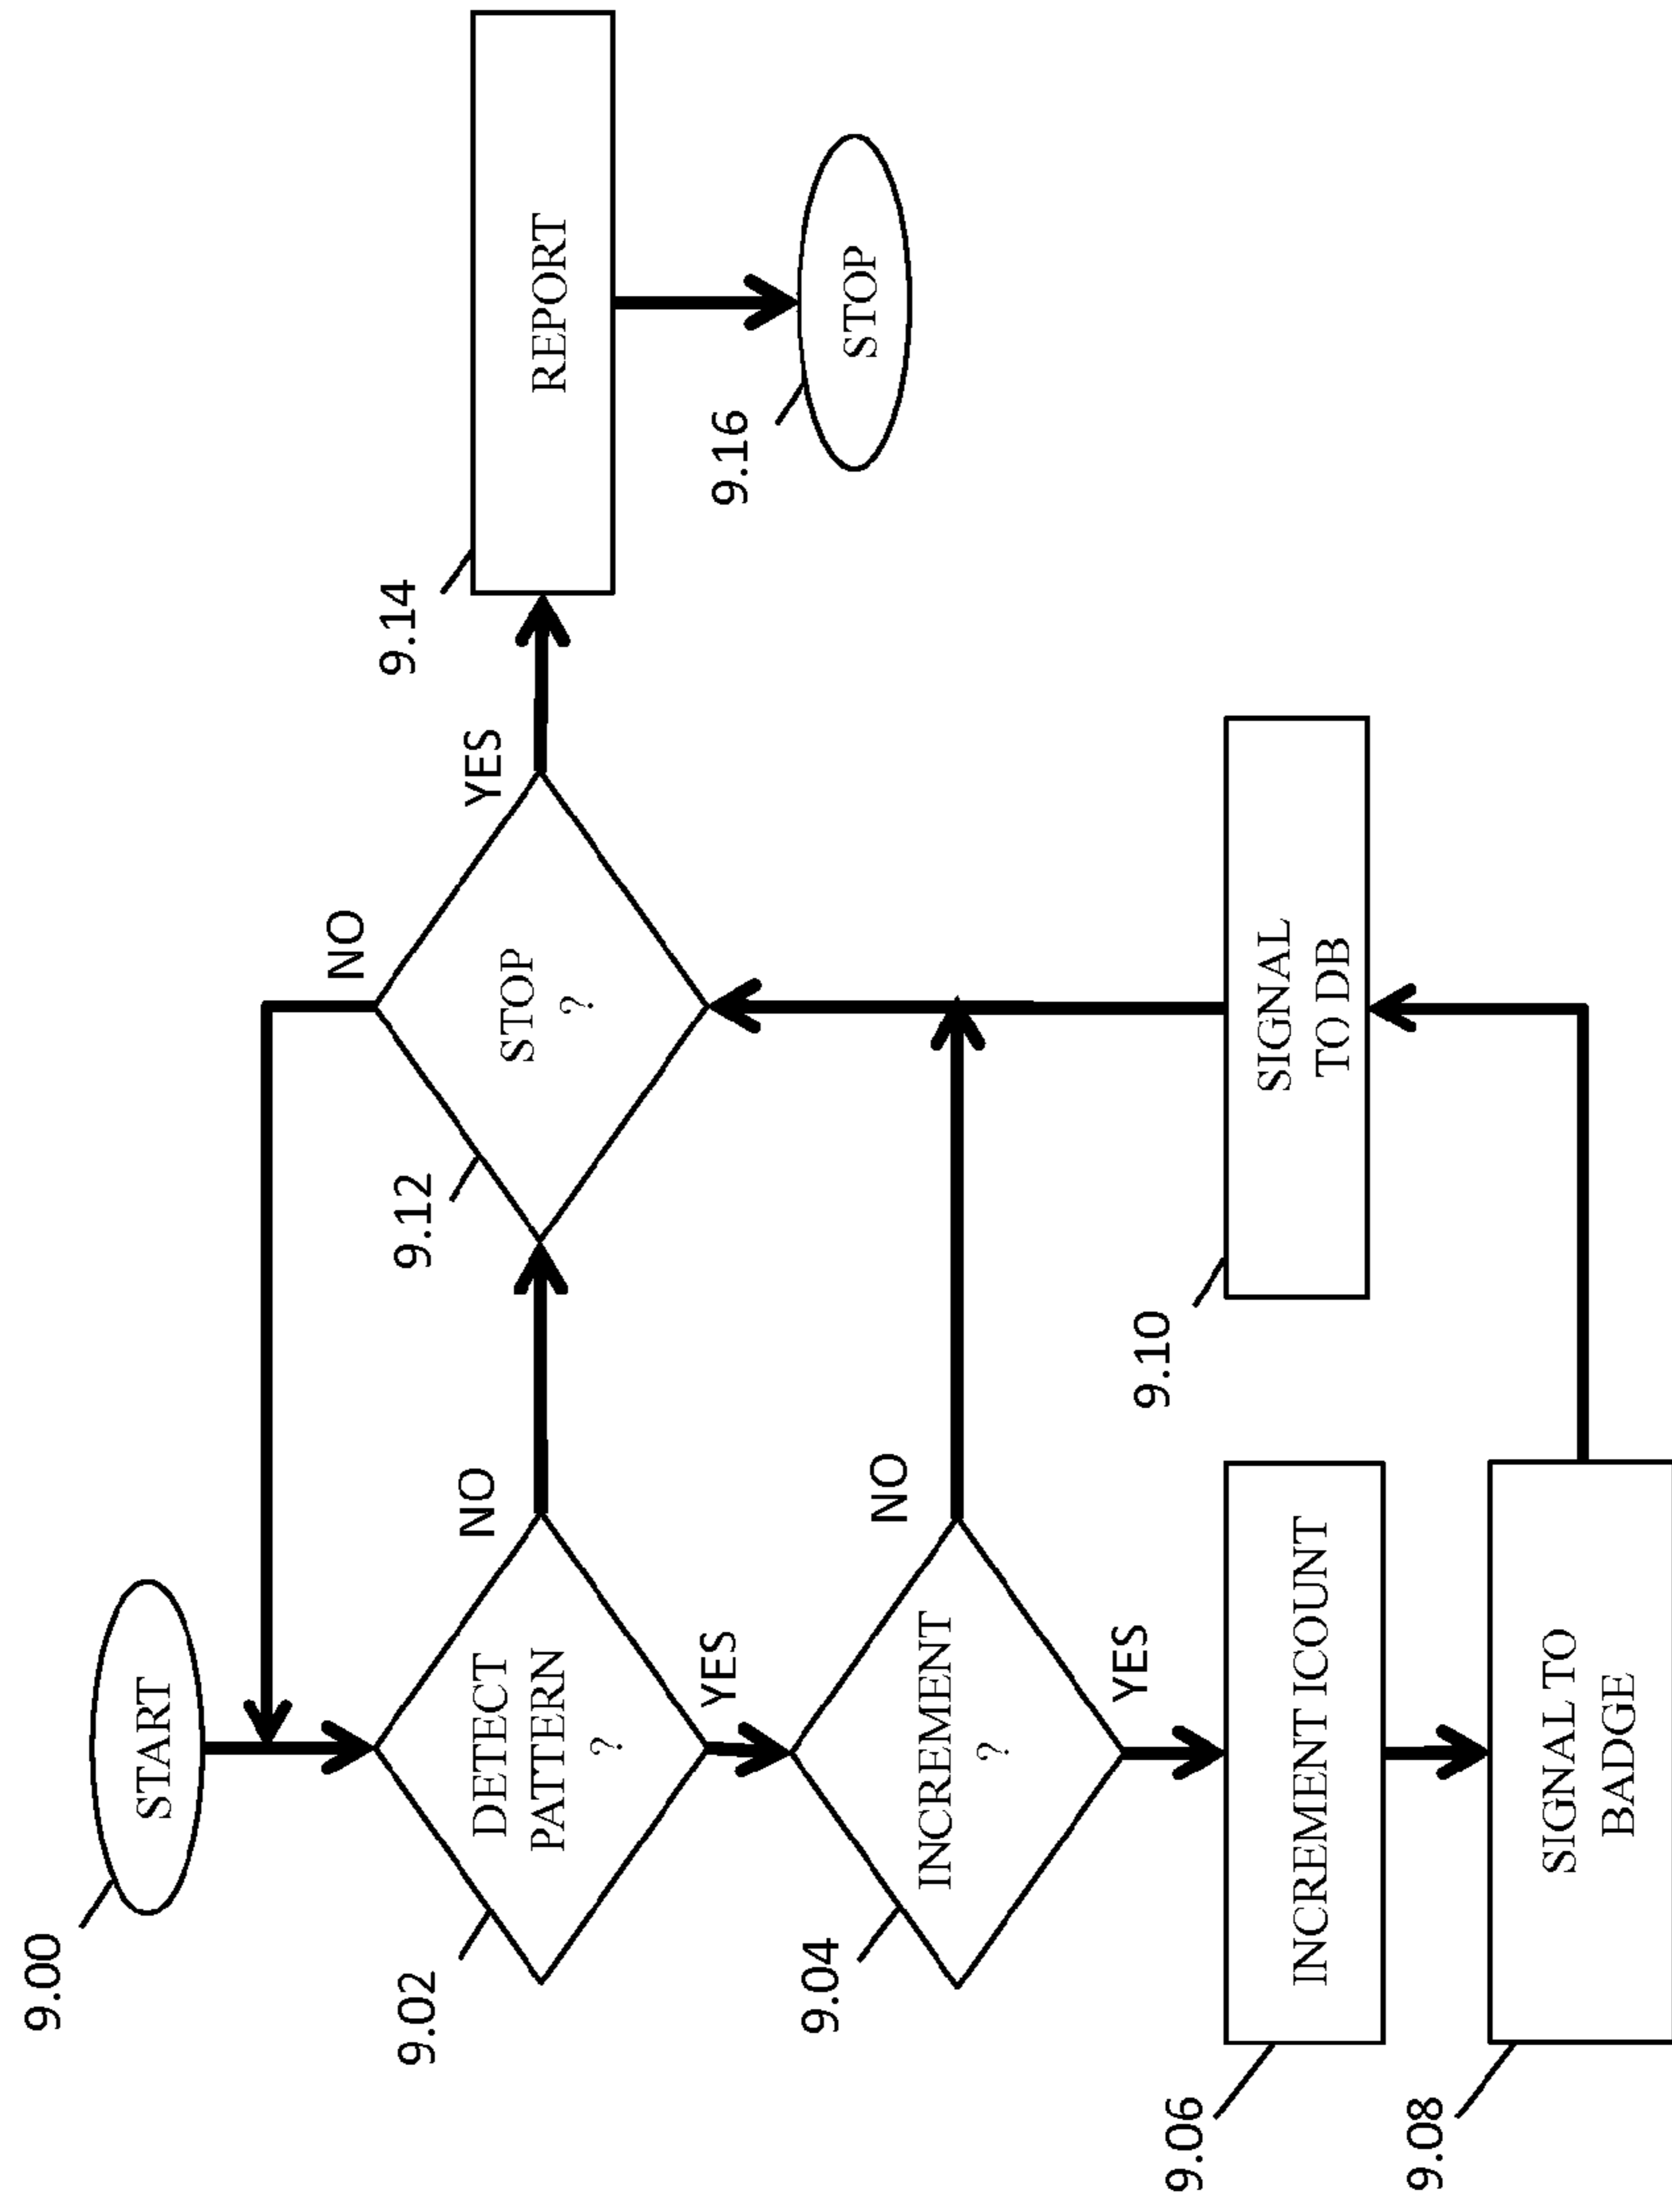 9.00
START
9.02
DETECT
PATTERN
?
NO
YES
9.04
INCREMENT
?
NO
YES
9.06
INCREMENT ICOUNT
9.08
SIGNAL TO
BADGE
9.10
SIGNAL
TO DB
9.12
STOP
?
NO
YES
9.14
REPORT
9.16
STOP